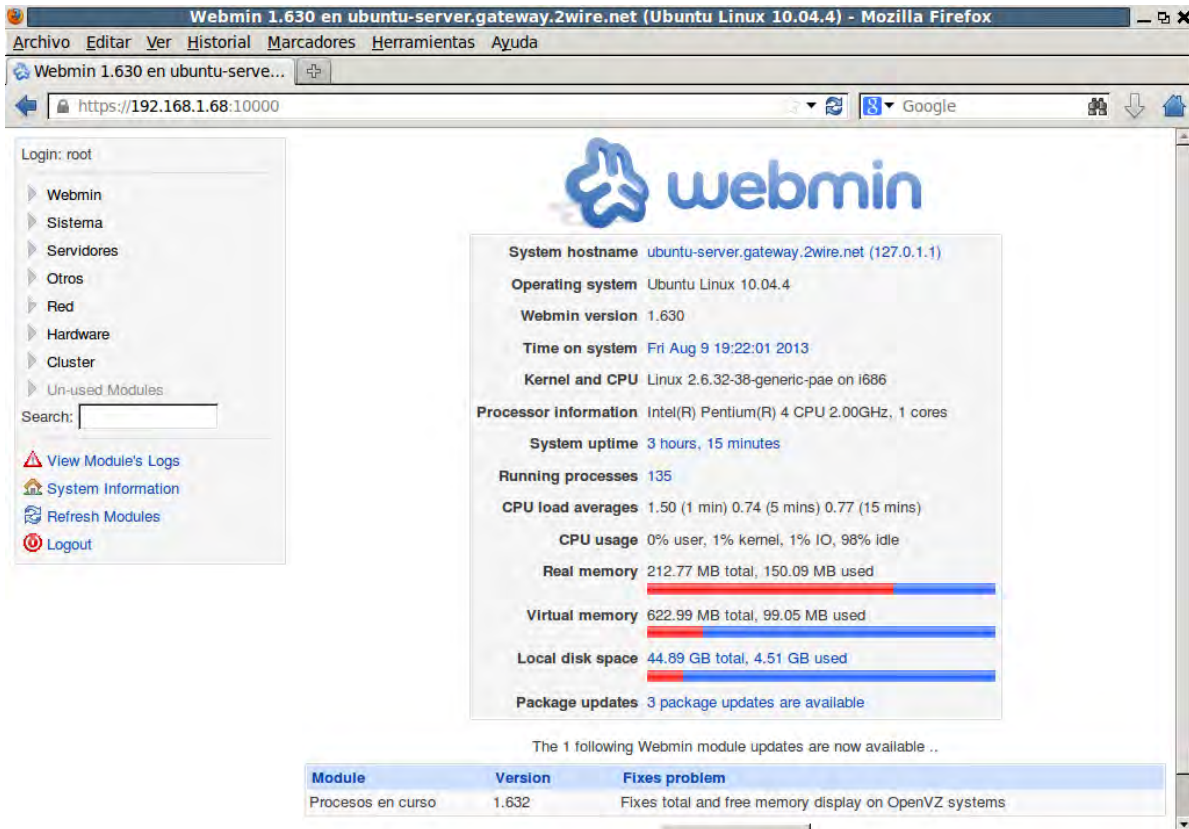 Webmin 1.630 en ubuntu-server.gateway.2wire.net (Ubuntu Linux 10.04.4) - Mozilla Firefox
Archivo Editar Ver Historial Marcadores Herramientas Ayuda
Webmin 1.630 en ubuntu-serve...
https://192.168.1.68:10000
Google
Login: root
Webmin
Sistema
Servidores
Otros
Red
Hardware
Cluster
Un-used Modules
Search:
View Module's Logs
System Information
Refresh Modules
Logout
webmin
System hostname ubuntu-server.gateway.2wire.net (127.0.1.1)
Operating system Ubuntu Linux 10.04.4
Webmin version 1.630
Time on system Fri Aug 9 19:22:01 2013
Kernel and CPU Linux 2.6.32-38-generic-pae on i686
Processor information Intel(R) Pentium(R) 4 CPU 2.00GHz, 1 cores
System uptime 3 hours, 15 minutes
Running processes 135
CPU load averages 1.50 (1 min) 0.74 (5 mins) 0.77 (15 mins)
CPU usage 0% user, 1% kernel, 1% IO, 98% idle
Real memory 212.77 MB total, 150.09 MB used
Virtual memory 622.99 MB total, 99.05 MB used
Local disk space 44.89 GB total, 4.51 GB used
Package updates 3 package updates are available
The 1 following Webmin module updates are now available ..
Module Version Fixes problem
Procesos en curso 1.632 Fixes total and free memory display on OpenVZ systems